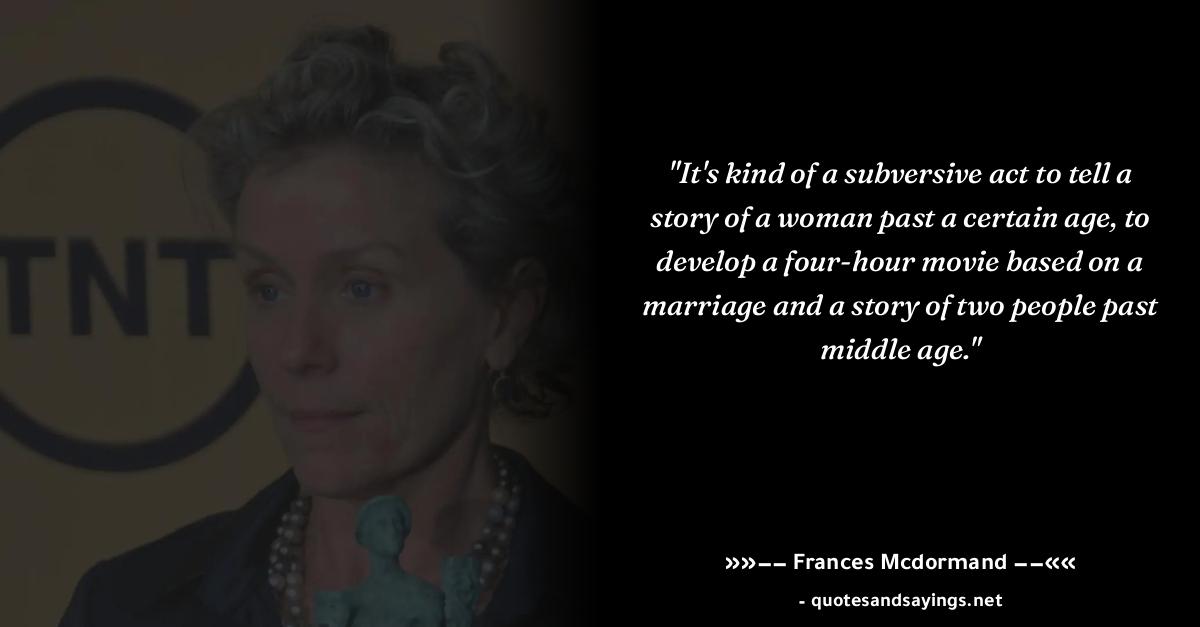 TNT
"It's kind of a subversive act to tell a
story of a woman past a certain age, to
develop a four-hour movie based on a
marriage and a story of two people past
middle age."
»»−− Frances Mcdormand −−««
- quotesandsayings.net